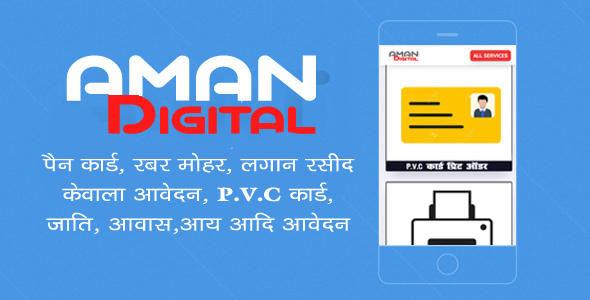 AMAN
DIGITAL
पैन कार्ड, रबर मोहर, लगान रसीद
केवाला आवेदन, P.V.C कार्ड,
जाति, आवास,आय आदि आवेदन
AMAN
DIGITAL
ALL SERVICES
P.V.C कार्ड प्रिट ऑडर